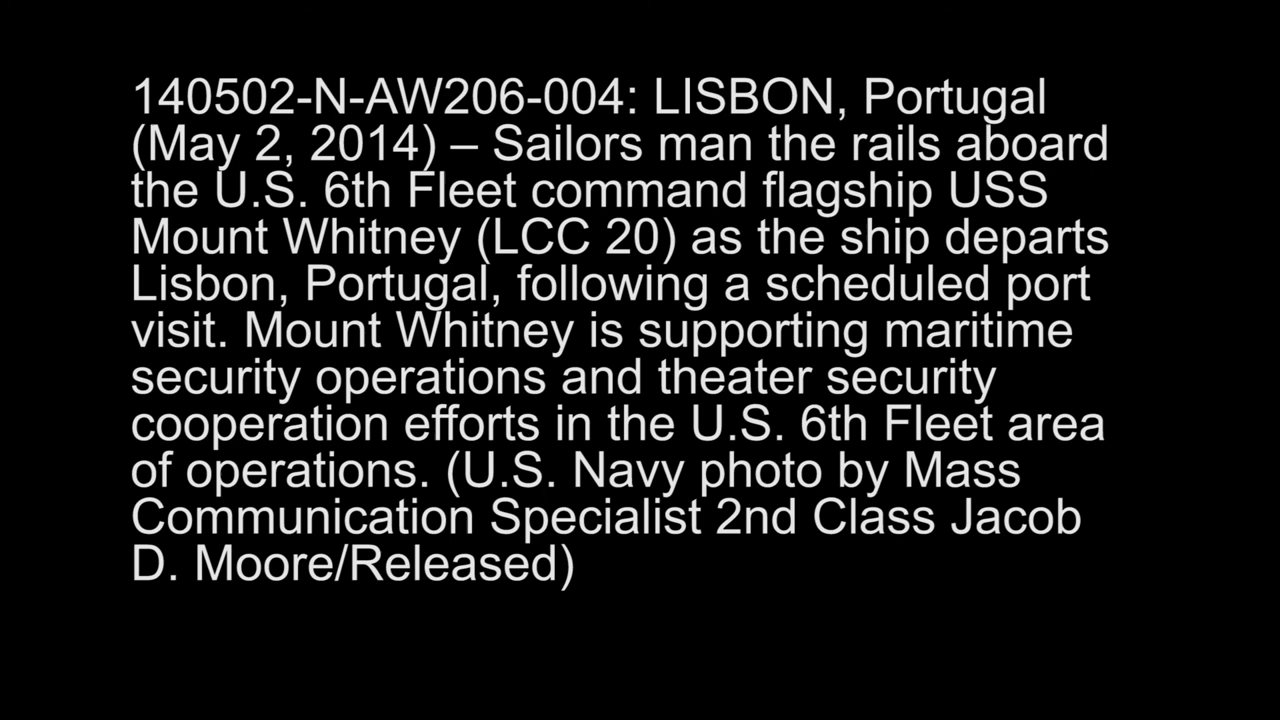 140502-N-AW206-004: LISBON, Portugal
(May 2, 2014) – Sailors man the rails aboard
the U.S. 6th Fleet command flagship USS
Mount Whitney (LCC 20) as the ship departs
Lisbon, Portugal, following a scheduled port
visit. Mount Whitney is supporting maritime
security operations and theater security
cooperation efforts in the U.S. 6th Fleet area
of operations. (U.S. Navy photo by Mass
Communication Specialist 2nd Class Jacob
D. Moore/Released)